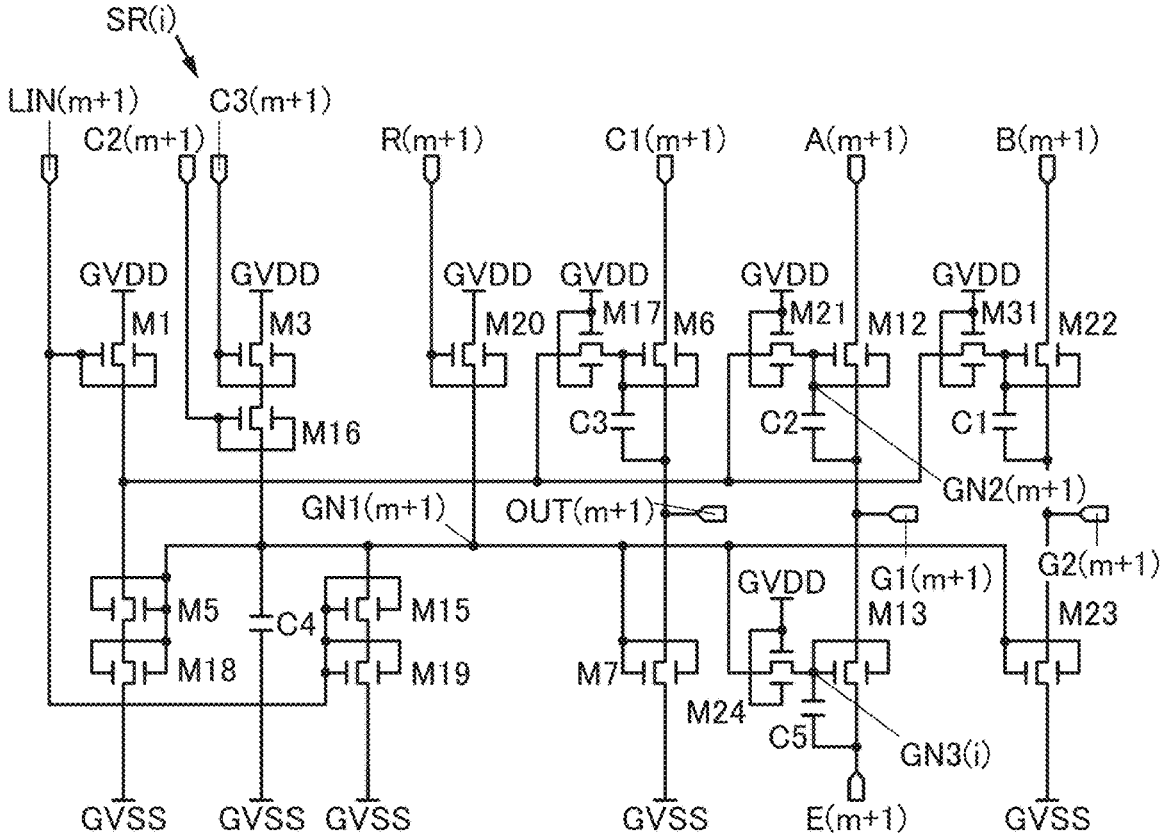 SR(i)
LIN(m+1)
C3(m+1)
C2(m+1)
R(m+1)
C1(m+1)
A(m+1)
B(m+1)
GVDD
GVDD
GVDD
GVDD
GVDD
GVDD
M1
M3
M20
M17
M6
M21
M12
M31
M22
M16
C3
C2
C1
GN1(m+1)
OUT(m+1)
GN2(m+1)
G1(m+1)
G2(m+1)
GVDD
M5
C4
M15
M13
M23
M18
M19
M7
M24
C5
GN3(i)
GVSS
GVSS
GVSS
GVSS
E(m+1)
GVSS